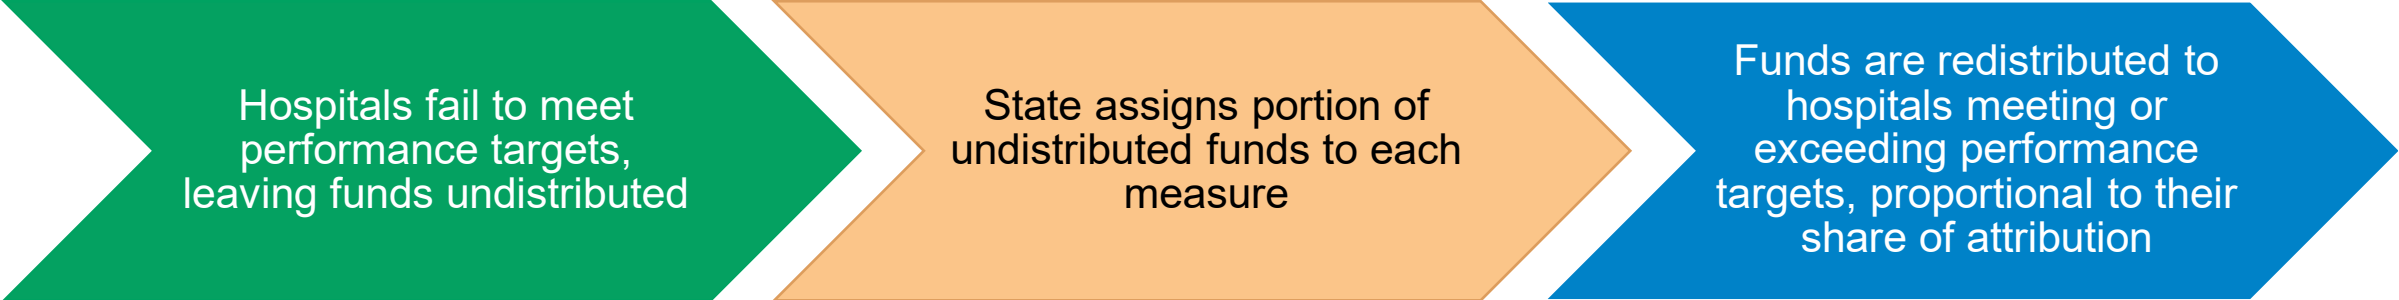 Hospitals fail to meet
performance targets,
leaving funds undistributed
State assigns portion of
undistributed funds to each
measure
Funds are redistributed to
hospitals meeting or
exceeding performance
targets, proportional to their
share of attribution